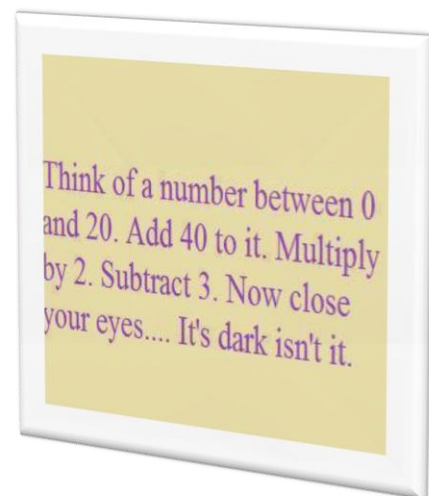 Think of a number between 0
and 20. Add 40 to it. Multiply
by 2. Subtract 3. Now close
your eyes.... It's dark isn't it.